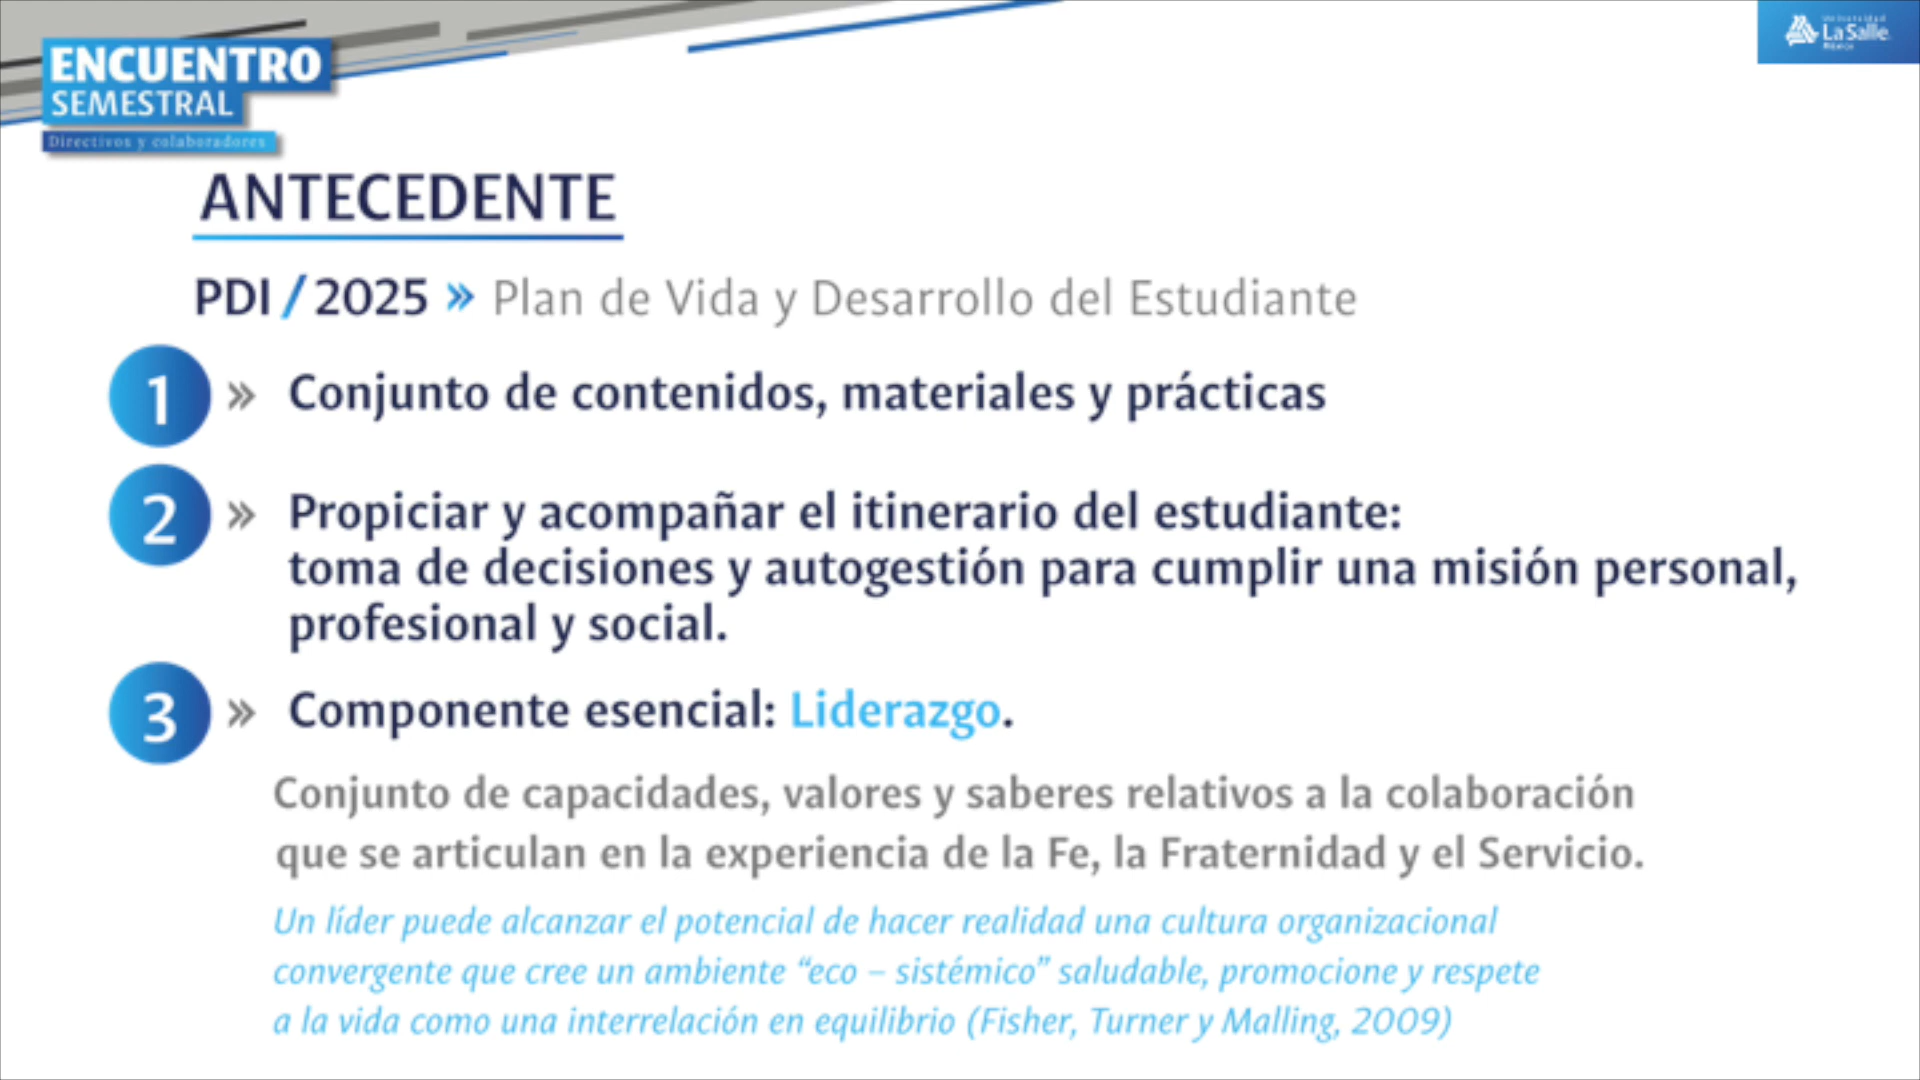 ENCUENTRO
SEMESTRAL
Directivos y colaboradores
Universidad
La Salle
México
ANTECEDENTE
PDI / 2025 » Plan de Vida y Desarrollo del Estudiante
1 » Conjunto de contenidos, materiales y prácticas
2 » Propiciar y acompañar el itinerario del estudiante:
toma de decisiones y autogestión para cumplir una misión personal,
profesional y social.
3 » Componente esencial: Liderazgo.
Conjunto de capacidades, valores y saberes relativos a la colaboración
que se articulan en la experiencia de la Fe, la Fraternidad y el Servicio.
Un líder puede alcanzar el potencial de hacer realidad una cultura organizacional
convergente que cree un ambiente “eco – sistémico” saludable, promocione y respete
a la vida como una interrelación en equilibrio (Fisher, Turner y Malling, 2009)